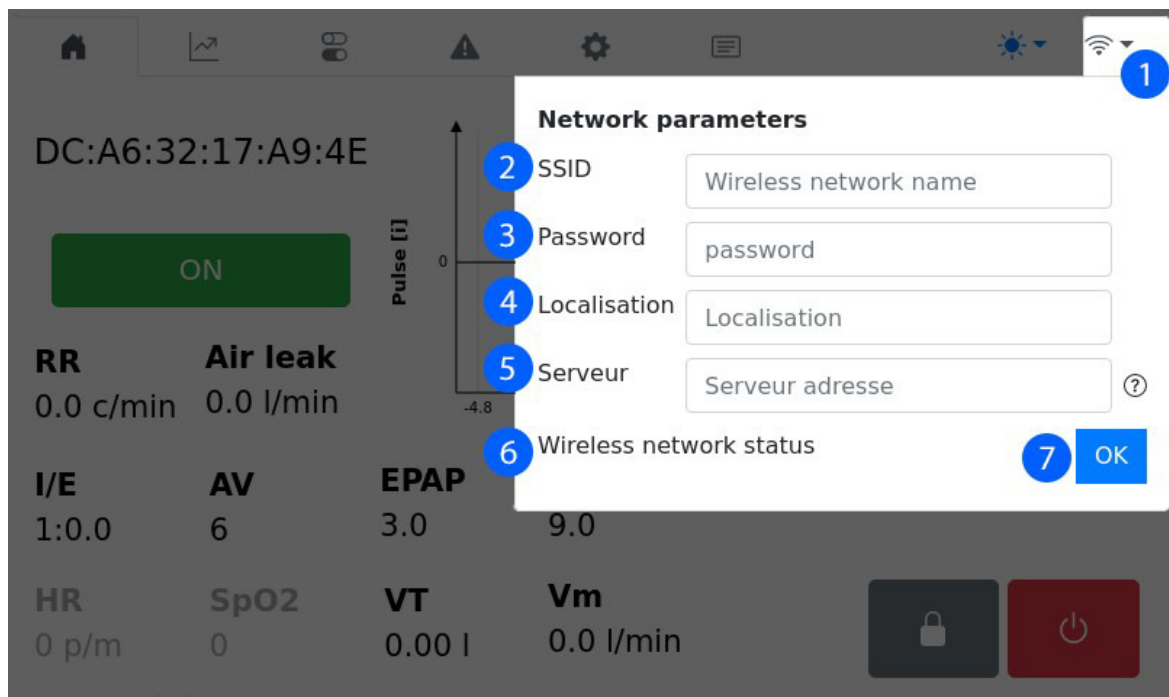 1
Network parameters
DC:A6:32:17:A9:4E
2 SSID Wireless network name
3 Password password
ON
Pulse [i]
0
4 Localisation Localisation
5 Serveur Serveur adresse ?
RR Air leak
0.0 c/min 0.0 l/min
-4.8
6 Wireless network status 7 OK
I/E AV EPAP
1:0.0 6 3.0 9.0
HR SpO2 VT Vm
0 p/m 0 0.00 l 0.0 l/min